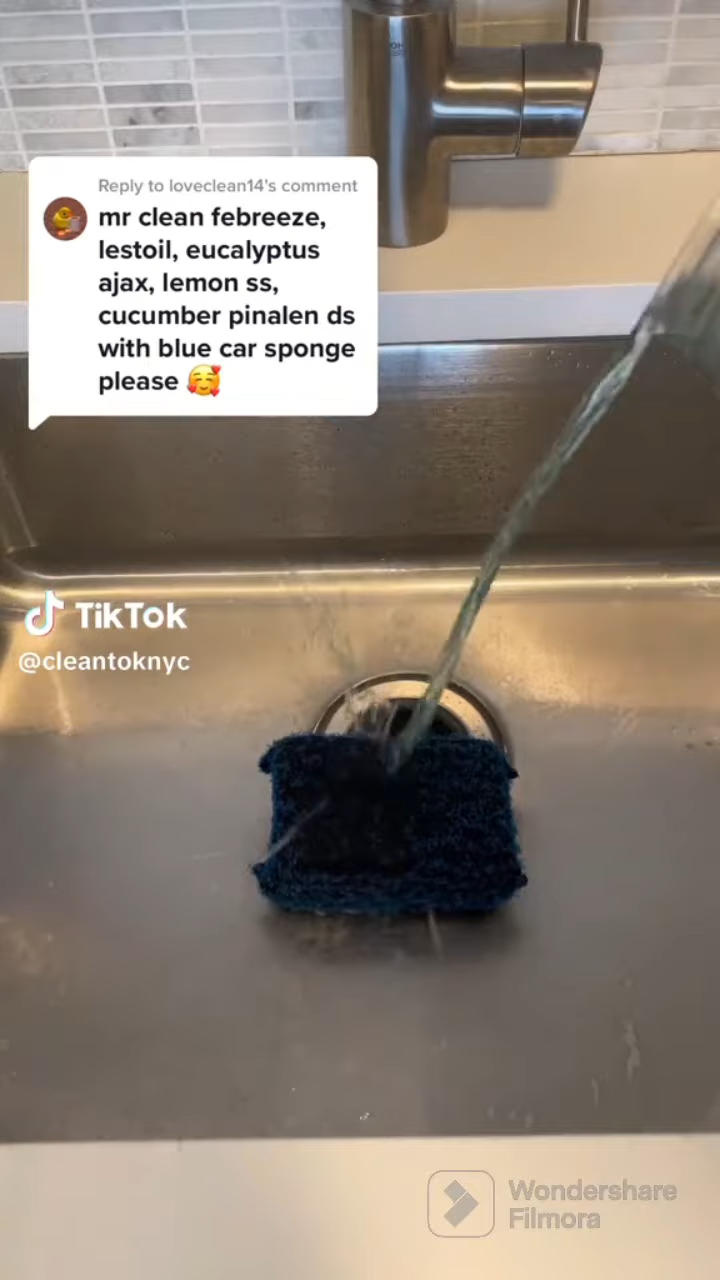 Reply to loveclean14's comment
mr clean febreeze,
lestoil, eucalyptus
ajax, lemon ss,
cucumber pinalen ds
with blue car sponge
please 🥰
TikTok
@cleantoknyc
Wondershare
Filmora